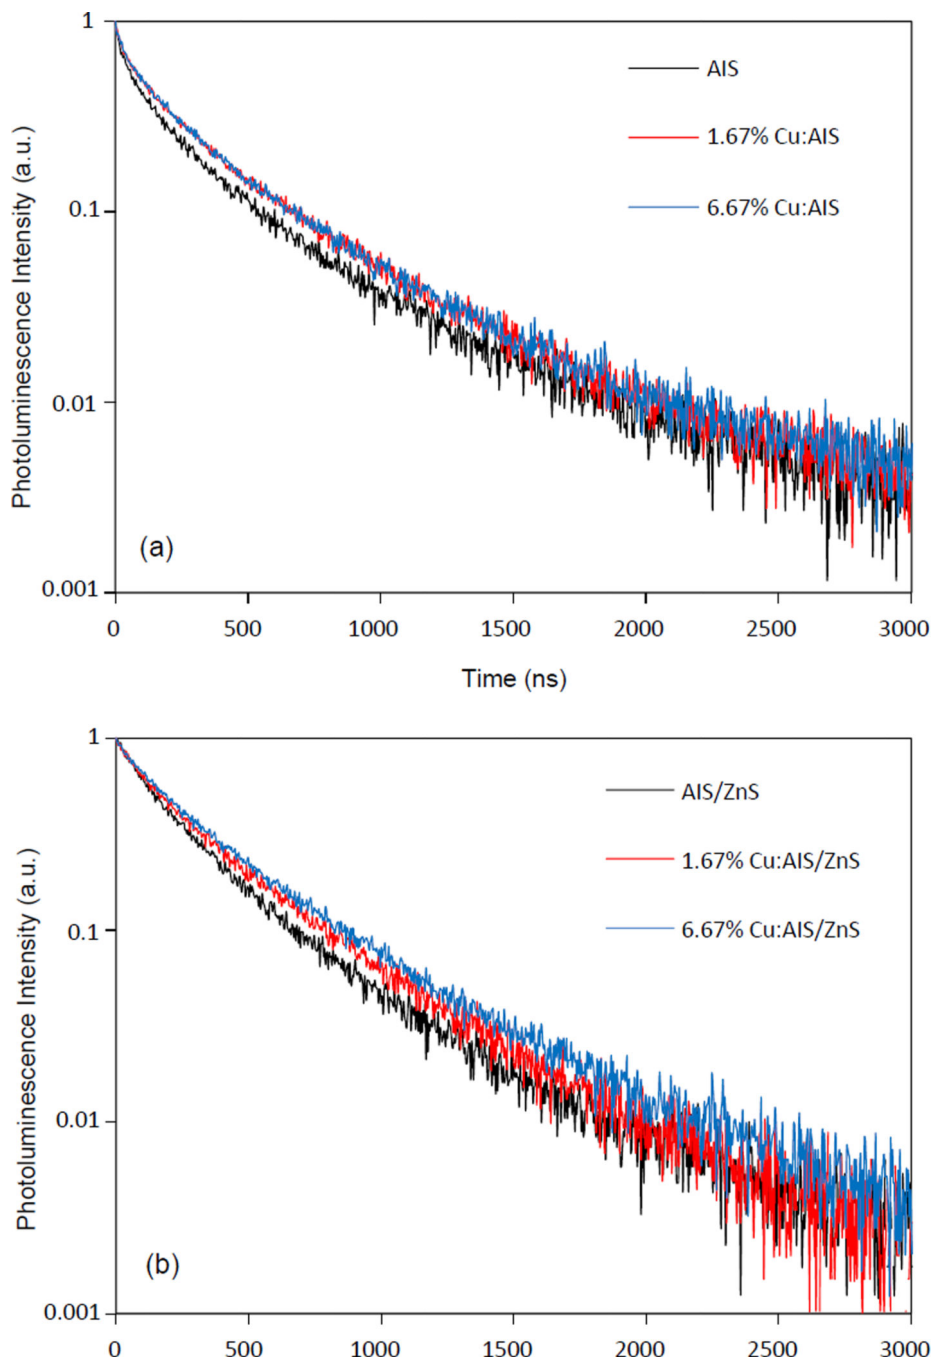 1
AIS
1.67% Cu:AIS
6.67% Cu:AIS
0.1
0.01
0.001
Photoluminescence Intensity (a.u.)
(a)
0 500 1000 1500 2000 2500 3000
Time (ns)
1
AIS/ZnS
1.67% Cu:AIS/ZnS
6.67% Cu:AIS/ZnS
0.1
0.01
0.001
Photoluminescence Intensity (a.u.)
(b)
0 500 1000 1500 2000 2500 3000